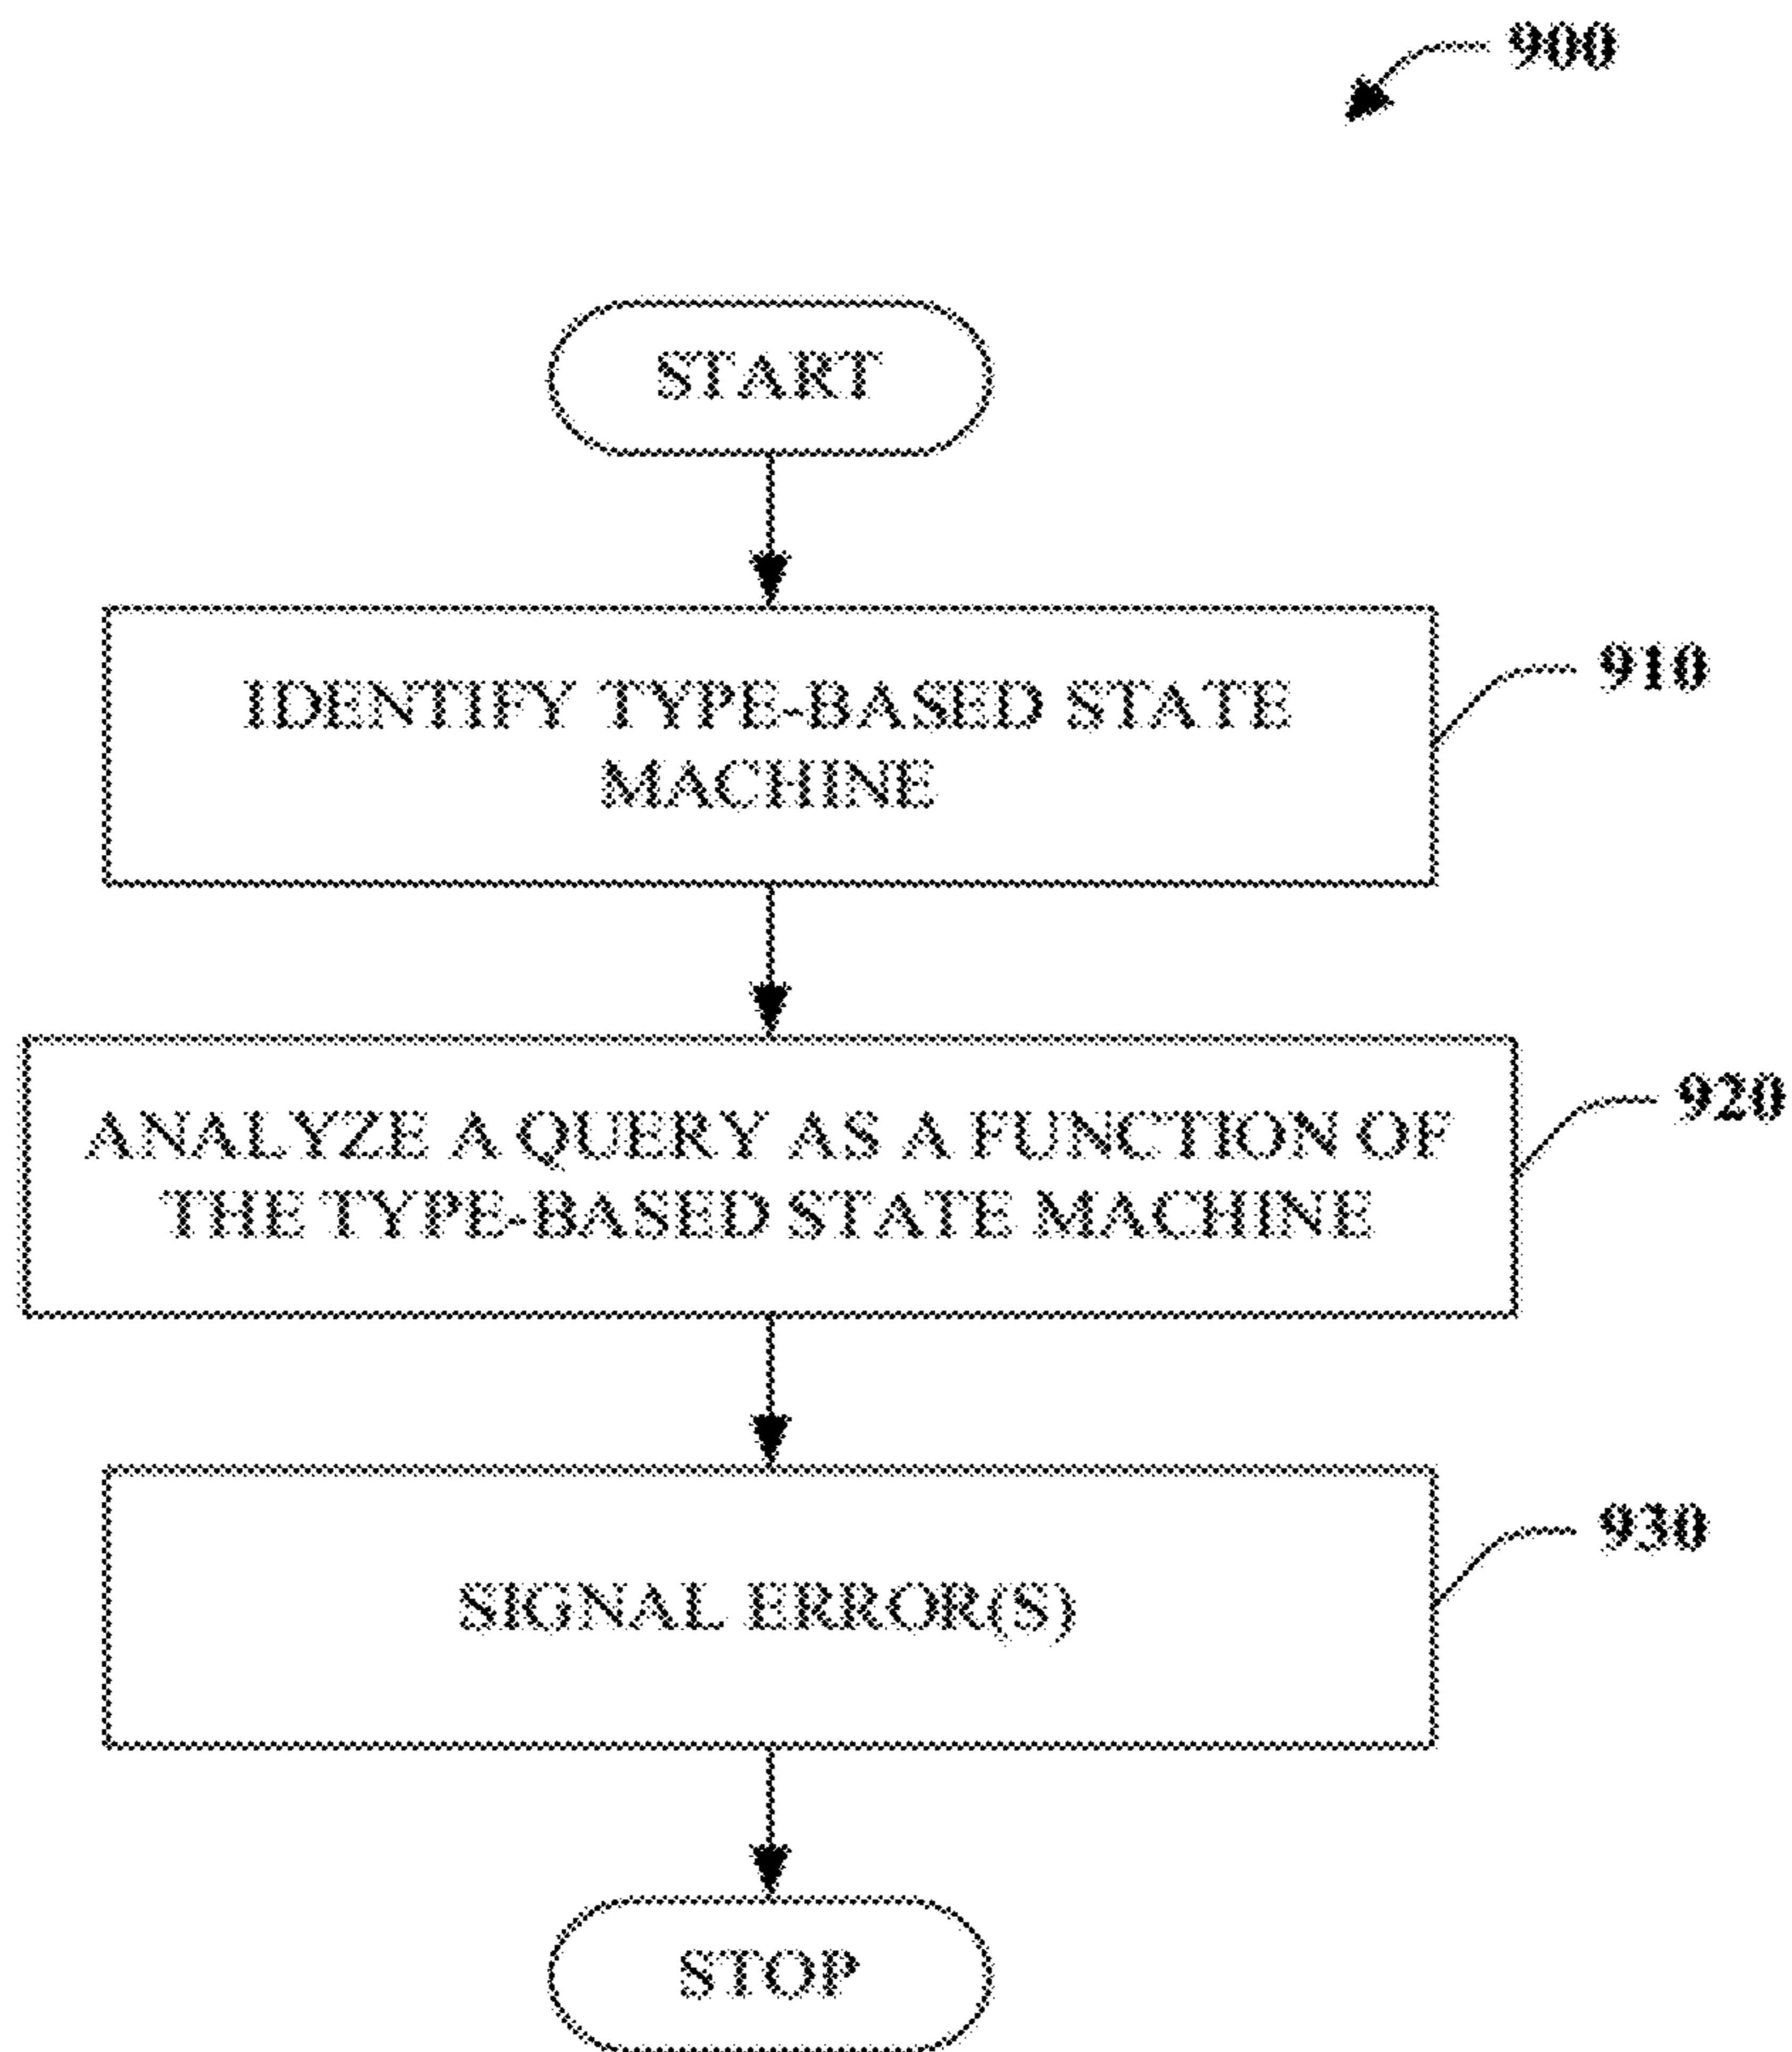 900
START
IDENTIFY TYPE-BASED STATE
MACHINE
910
ANALYZE A QUERY AS A FUNCTION OF
THE TYPE-BASED STATE MACHINE
920
SIGNAL ERROR(S)
930
STOP